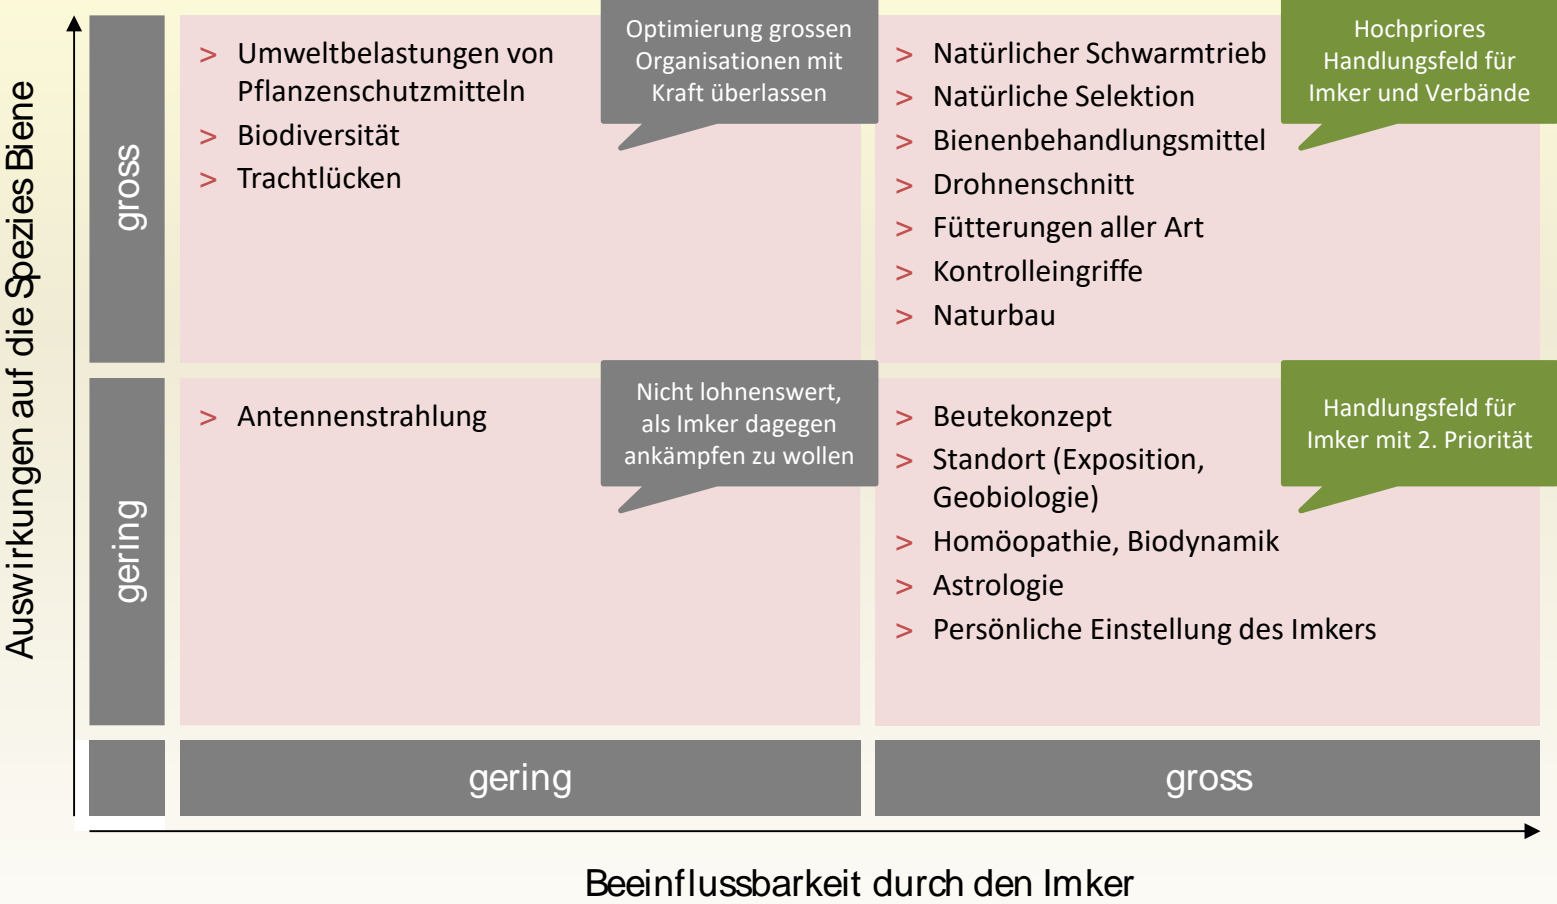 Auswirkungen auf die Spezies Biene
gross
> Umweltbelastungen von
Pflanzenschutzmitteln
> Biodiversität
> Trachtlücken
Optimierung grossen
Organisationen mit
Kraft überlassen
> Natürlicher Schwarmtrieb
> Natürliche Selektion
> Bienenbehandlungsmittel
> Drohnenschnitt
> Fütterungen aller Art
> Kontrolleingriffe
> Naturbau
Hochpriores
Handlungsfeld für
Imker und Verbände
gering
> Antennenstrahlung
Nicht lohnenswert,
als Imker dagegen
ankämpfen zu wollen
> Beutekonzept
> Standort (Exposition,
Geobiologie)
> Homöopathie, Biodynamik
> Astrologie
> Persönliche Einstellung des Imkers
Handlungsfeld für
Imker mit 2. Priorität
gering
gross
Beeinflussbarkeit durch den Imker